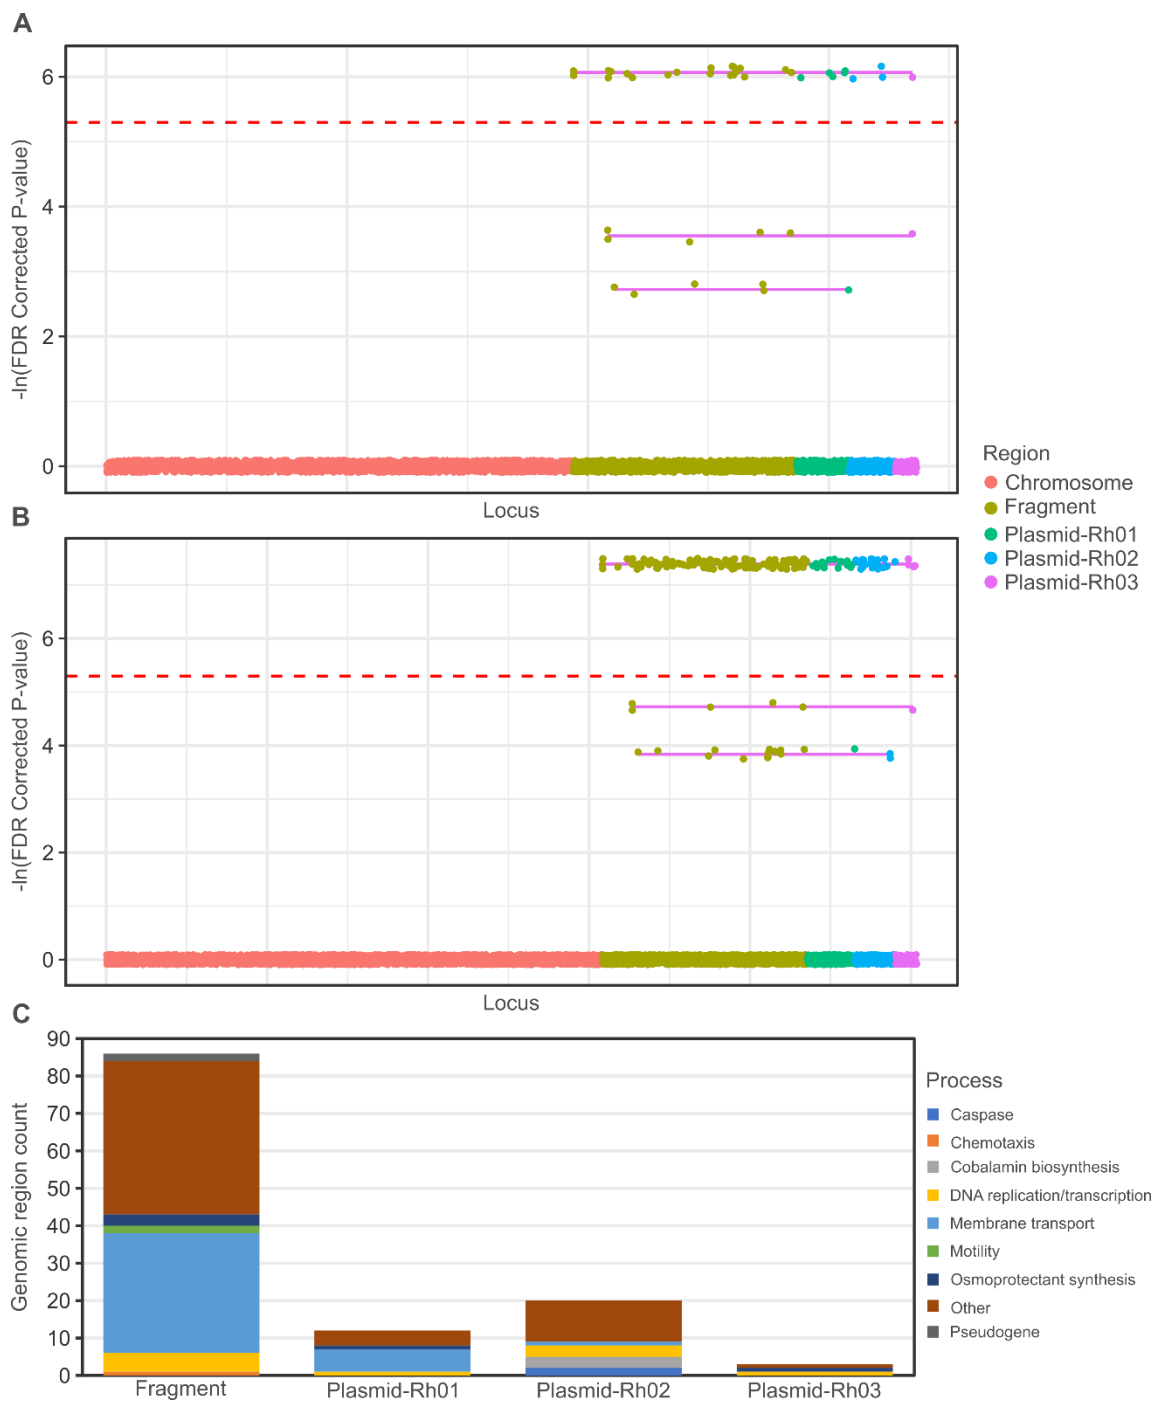 A
-ln(FDR Corrected P-value)
6
4
2
0
Locus
Region
Chromosome
Fragment
Plasmid-Rh01
Plasmid-Rh02
Plasmid-Rh03
B
-ln(FDR Corrected P-value)
6
4
2
0
Locus
C
Genomic region count
90
80
70
60
50
40
30
20
10
0
Fragment
Plasmid-Rh01
Plasmid-Rh02
Plasmid-Rh03
Process
Caspase
Chemotaxis
Cobalamin biosynthesis
DNA replication/transcription
Membrane transport
Motility
Osmoprotectant synthesis
Other
Pseudogene